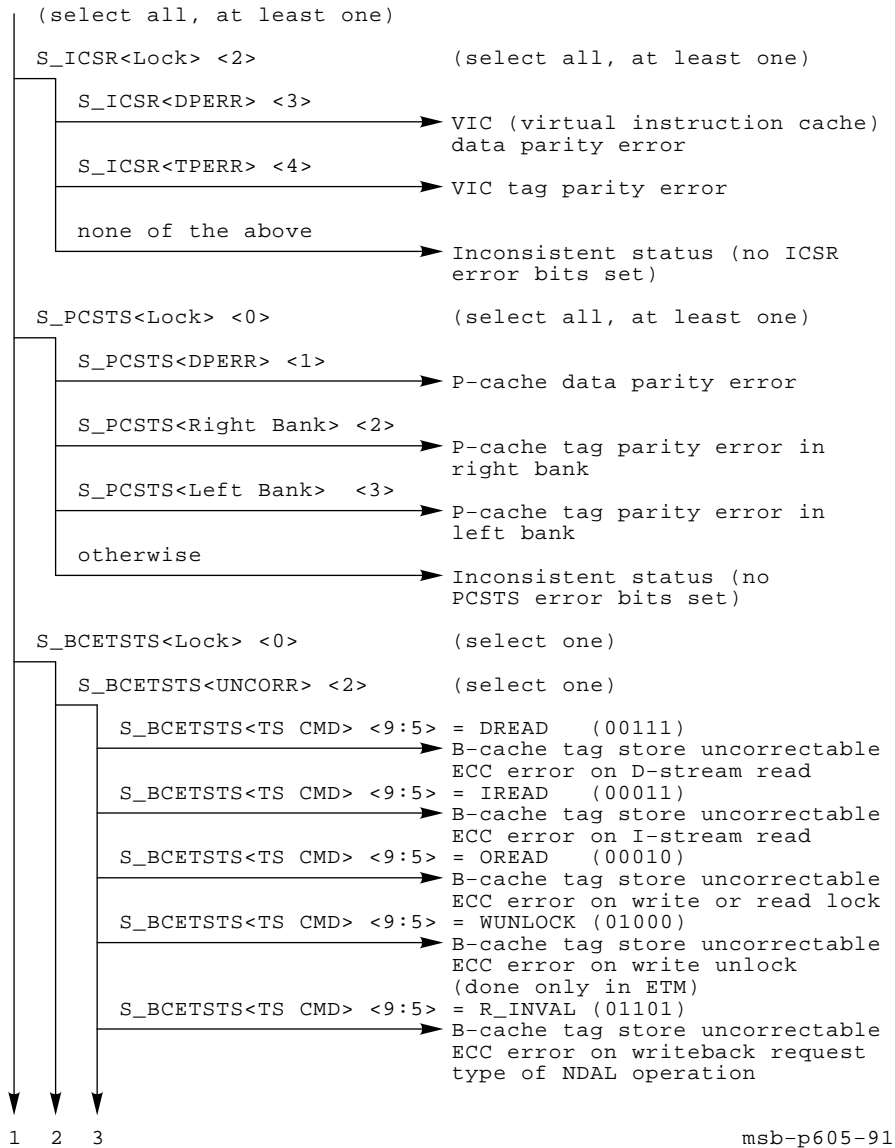 (select all, at least one)
S_ICSR<Lock> <2> (select all, at least one)
S_ICSR<DPERR> <3>
VIC (virtual instruction cache)
data parity error
S_ICSR<TPERR> <4>
VIC tag parity error
none of the above
Inconsistent status (no ICSR
error bits set)
S_PCSTS<Lock> <0> (select all, at least one)
S_PCSTS<DPERR> <1>
P-cache data parity error
S_PCSTS<Right Bank> <2>
P-cache tag parity error in
right bank
S_PCSTS<Left Bank> <3>
P-cache tag parity error in
left bank
otherwise
Inconsistent status (no
PCSTS error bits set)
S_BCETSTS<Lock> <0> (select one)
S_BCETSTS<UNCORR> <2> (select one)
S_BCETSTS<TS CMD> <9:5> = DREAD (00111)
B-cache tag store uncorrectable
ECC error on D-stream read
S_BCETSTS<TS CMD> <9:5> = IREAD (00011)
B-cache tag store uncorrectable
ECC error on I-stream read
S_BCETSTS<TS CMD> <9:5> = OREAD (00010)
B-cache tag store uncorrectable
ECC error on write or read lock
S_BCETSTS<TS CMD> <9:5> = WUNLOCK (01000)
B-cache tag store uncorrectable
ECC error on write unlock
(done only in ETM)
S_BCETSTS<TS CMD> <9:5> = R_INVAL (01101)
B-cache tag store uncorrectable
ECC error on writeback request
type of NDAL operation
1 2 3 msb-p605-91